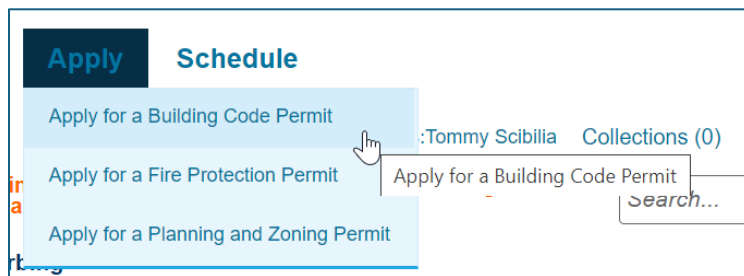 Apply Schedule
Apply for a Building Code Permit
:Tommy Scibilia Collections (0)
Apply for a Fire Protection Permit
Apply for a Building Code Permit
Search...
Apply for a Planning and Zoning Permit